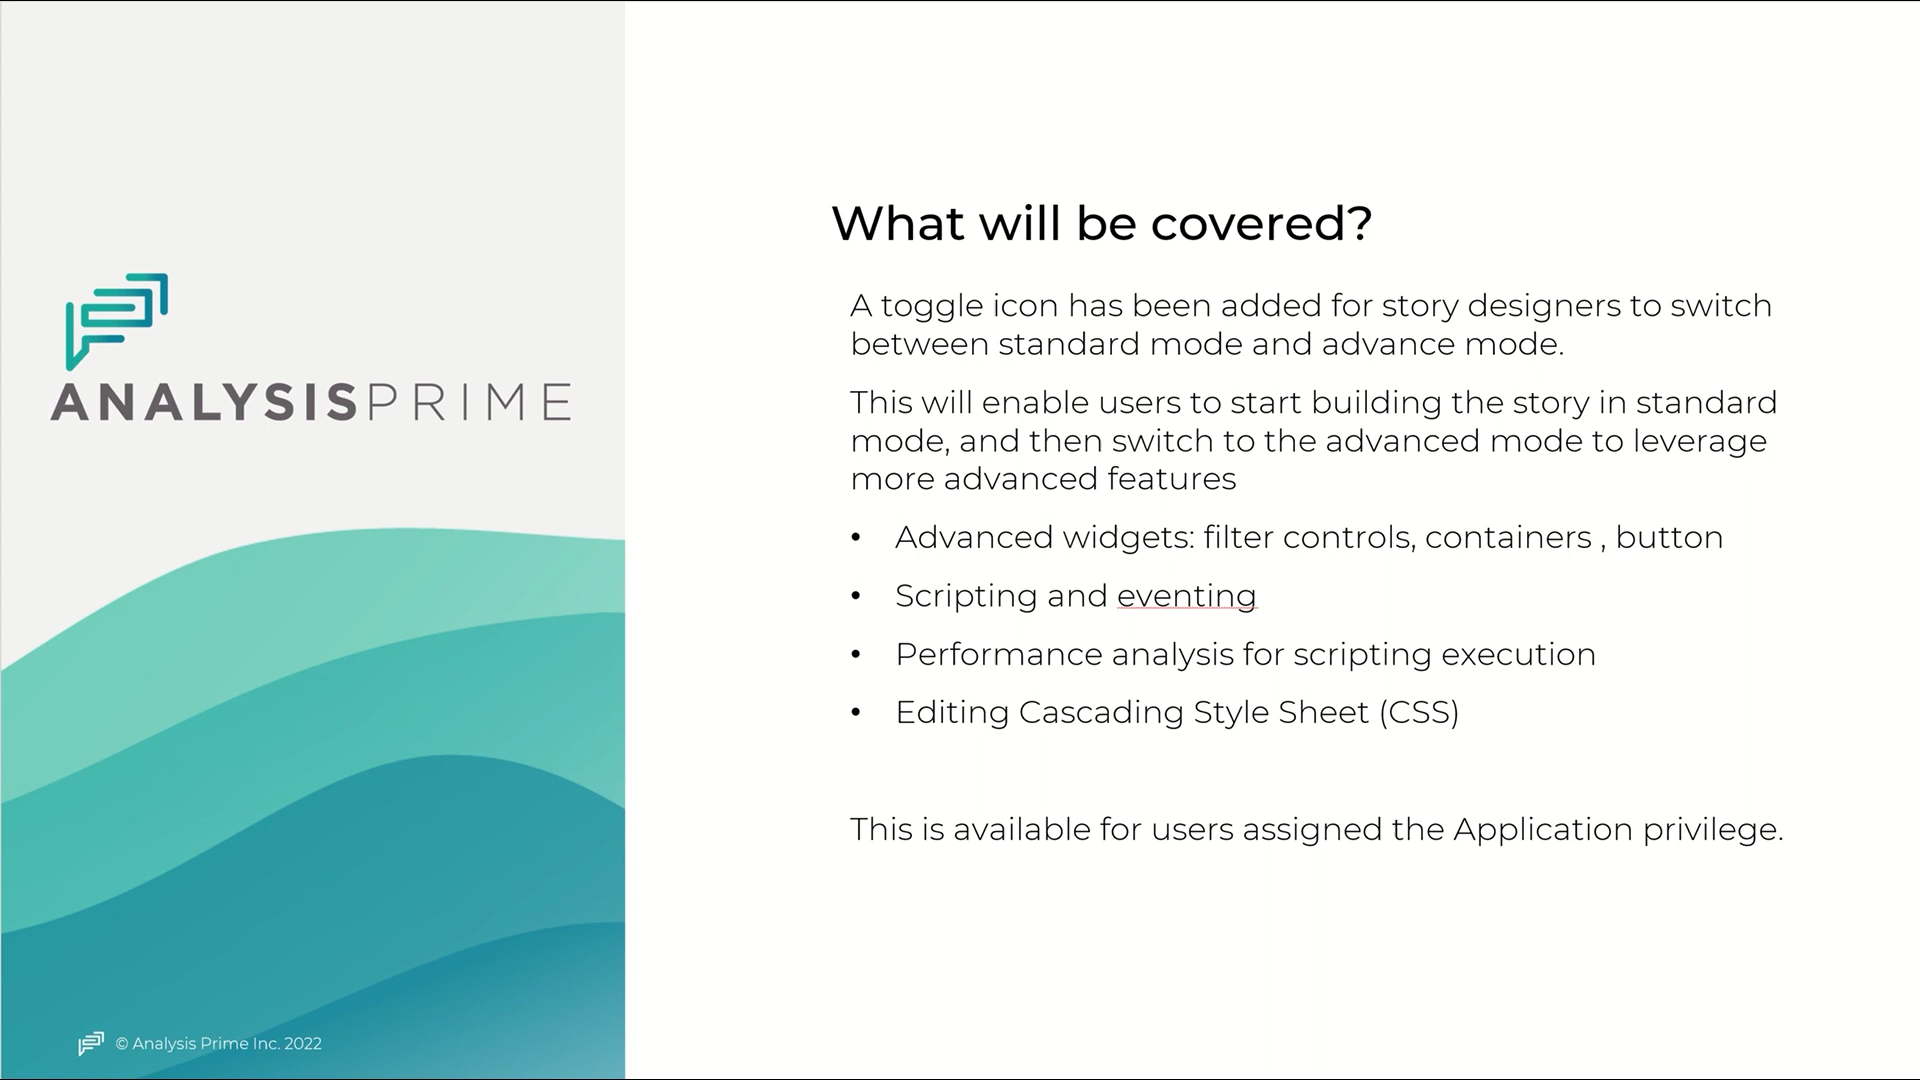 ANALYSISPRIME
© Analysis Prime Inc. 2022
What will be covered?
A toggle icon has been added for story designers to switch
between standard mode and advance mode.
This will enable users to start building the story in standard
mode, and then switch to the advanced mode to leverage
more advanced features
• Advanced widgets: filter controls, containers , button
• Scripting and eventing
• Performance analysis for scripting execution
• Editing Cascading Style Sheet (CSS)
This is available for users assigned the Application privilege.